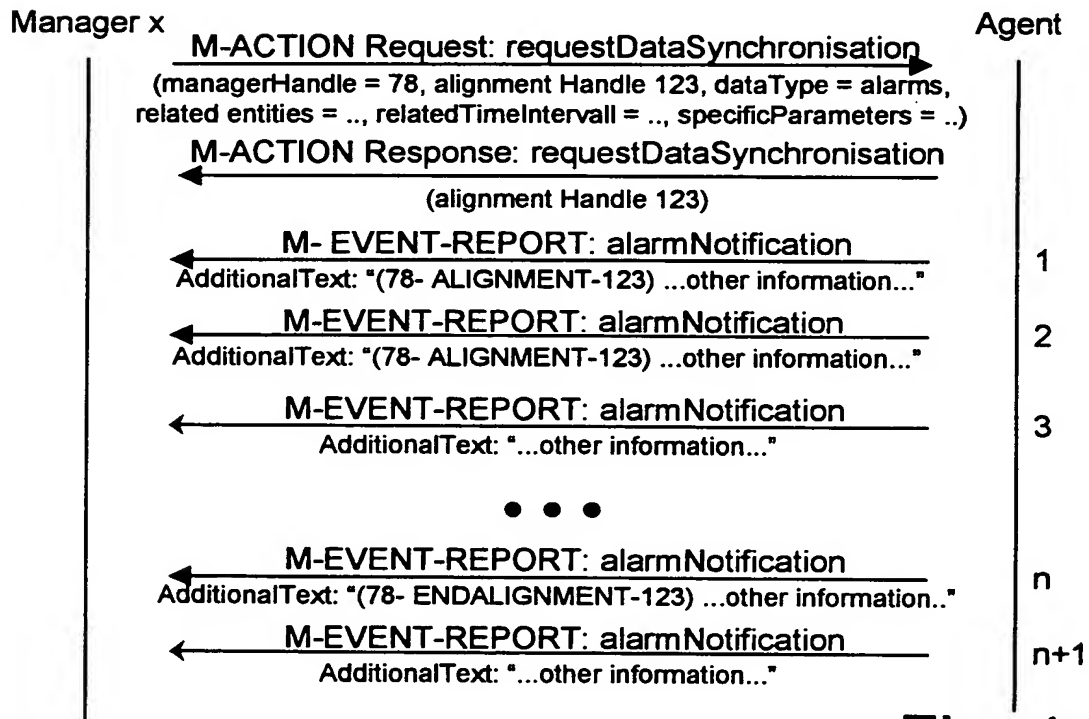 Manager x
Agent
M-ACTION Request: requestDataSynchronisation
(managerHandle = 78, alignment Handle 123, dataType = alarms,
related entities = .., relatedTimeIntervall = .., specificParameters = ..)
M-ACTION Response: requestDataSynchronisation
(alignment Handle 123)
M- EVENT-REPORT: alarmNotification
1
AdditionalText: "(78- ALIGNMENT-123) ...other information..."
M-EVENT-REPORT: alarmNotification
2
AdditionalText: "(78- ALIGNMENT-123) ...other information..."
M-EVENT-REPORT: alarmNotification
3
AdditionalText: "...other information..."
M-EVENT-REPORT: alarmNotification
n
AdditionalText: "(78- ENDALIGNMENT-123) ...other information.."
M-EVENT-REPORT: alarmNotification
n+1
AdditionalText: "...other information..."